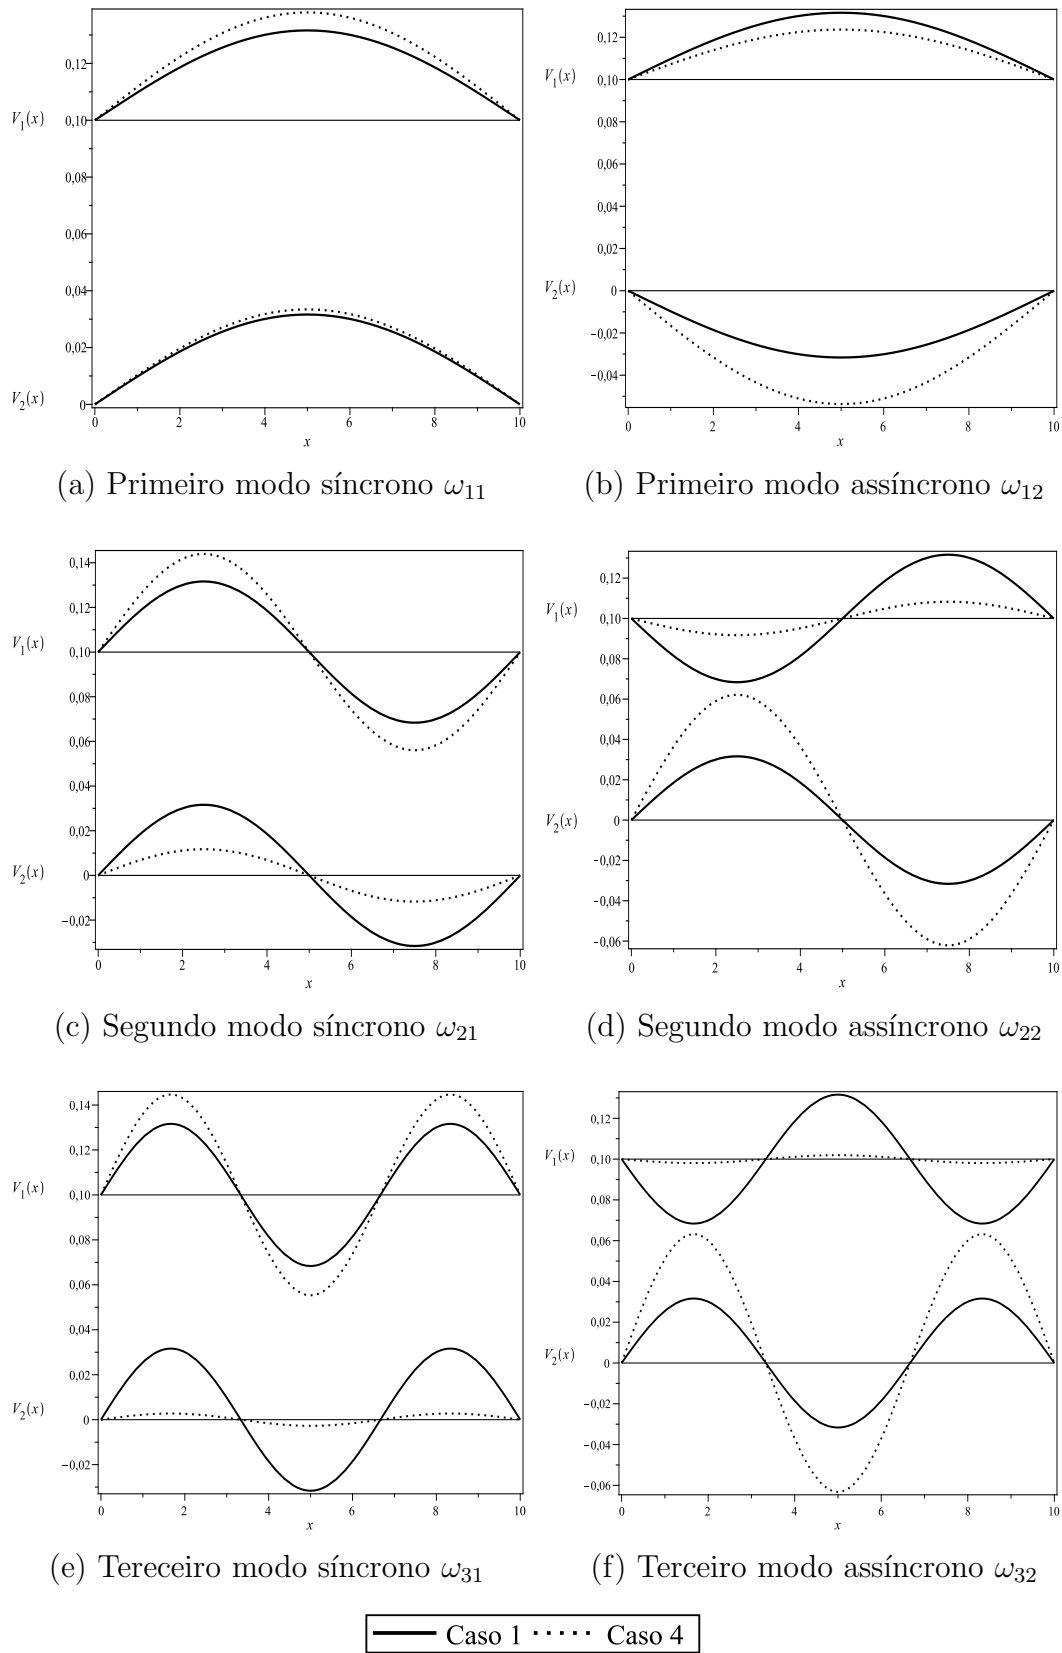 0,12
V₁(x) 0,10
0,08
0,06
0,04
0,02
V₂(x) 0
0 2 4 6 8 10
x
(a) Primeiro modo síncrono ω₁₁
0,12
V₁(x) 0,10
0,08
0,06
0,04
0,02
V₂(x) 0
−0,02
−0,04
0 2 4 6 8 10
x
(b) Primeiro modo assíncrono ω₁₂
0,14
0,12
V₁(x) 0,10
0,08
0,06
0,04
0,02
V₂(x) 0
−0,02
0 2 4 6 8 10
x
(c) Segundo modo síncrono ω₂₁
0,12
V₁(x) 0,10
0,08
0,06
0,04
0,02
V₂(x) 0
−0,02
−0,04
−0,06
0 2 4 6 8 10
x
(d) Segundo modo assíncrono ω₂₂
0,14
0,12
V₁(x) 0,10
0,08
0,06
0,04
0,02
V₂(x) 0
−0,02
0 2 4 6 8 10
x
(e) Tereceiro modo síncrono ω₃₁
0,12
V₁(x) 0,10
0,08
0,06
0,04
0,02
V₂(x) 0
−0,02
−0,04
−0,06
0 2 4 6 8 10
x
(f) Terceiro modo assíncrono ω₃₂
Caso 1 Caso 4